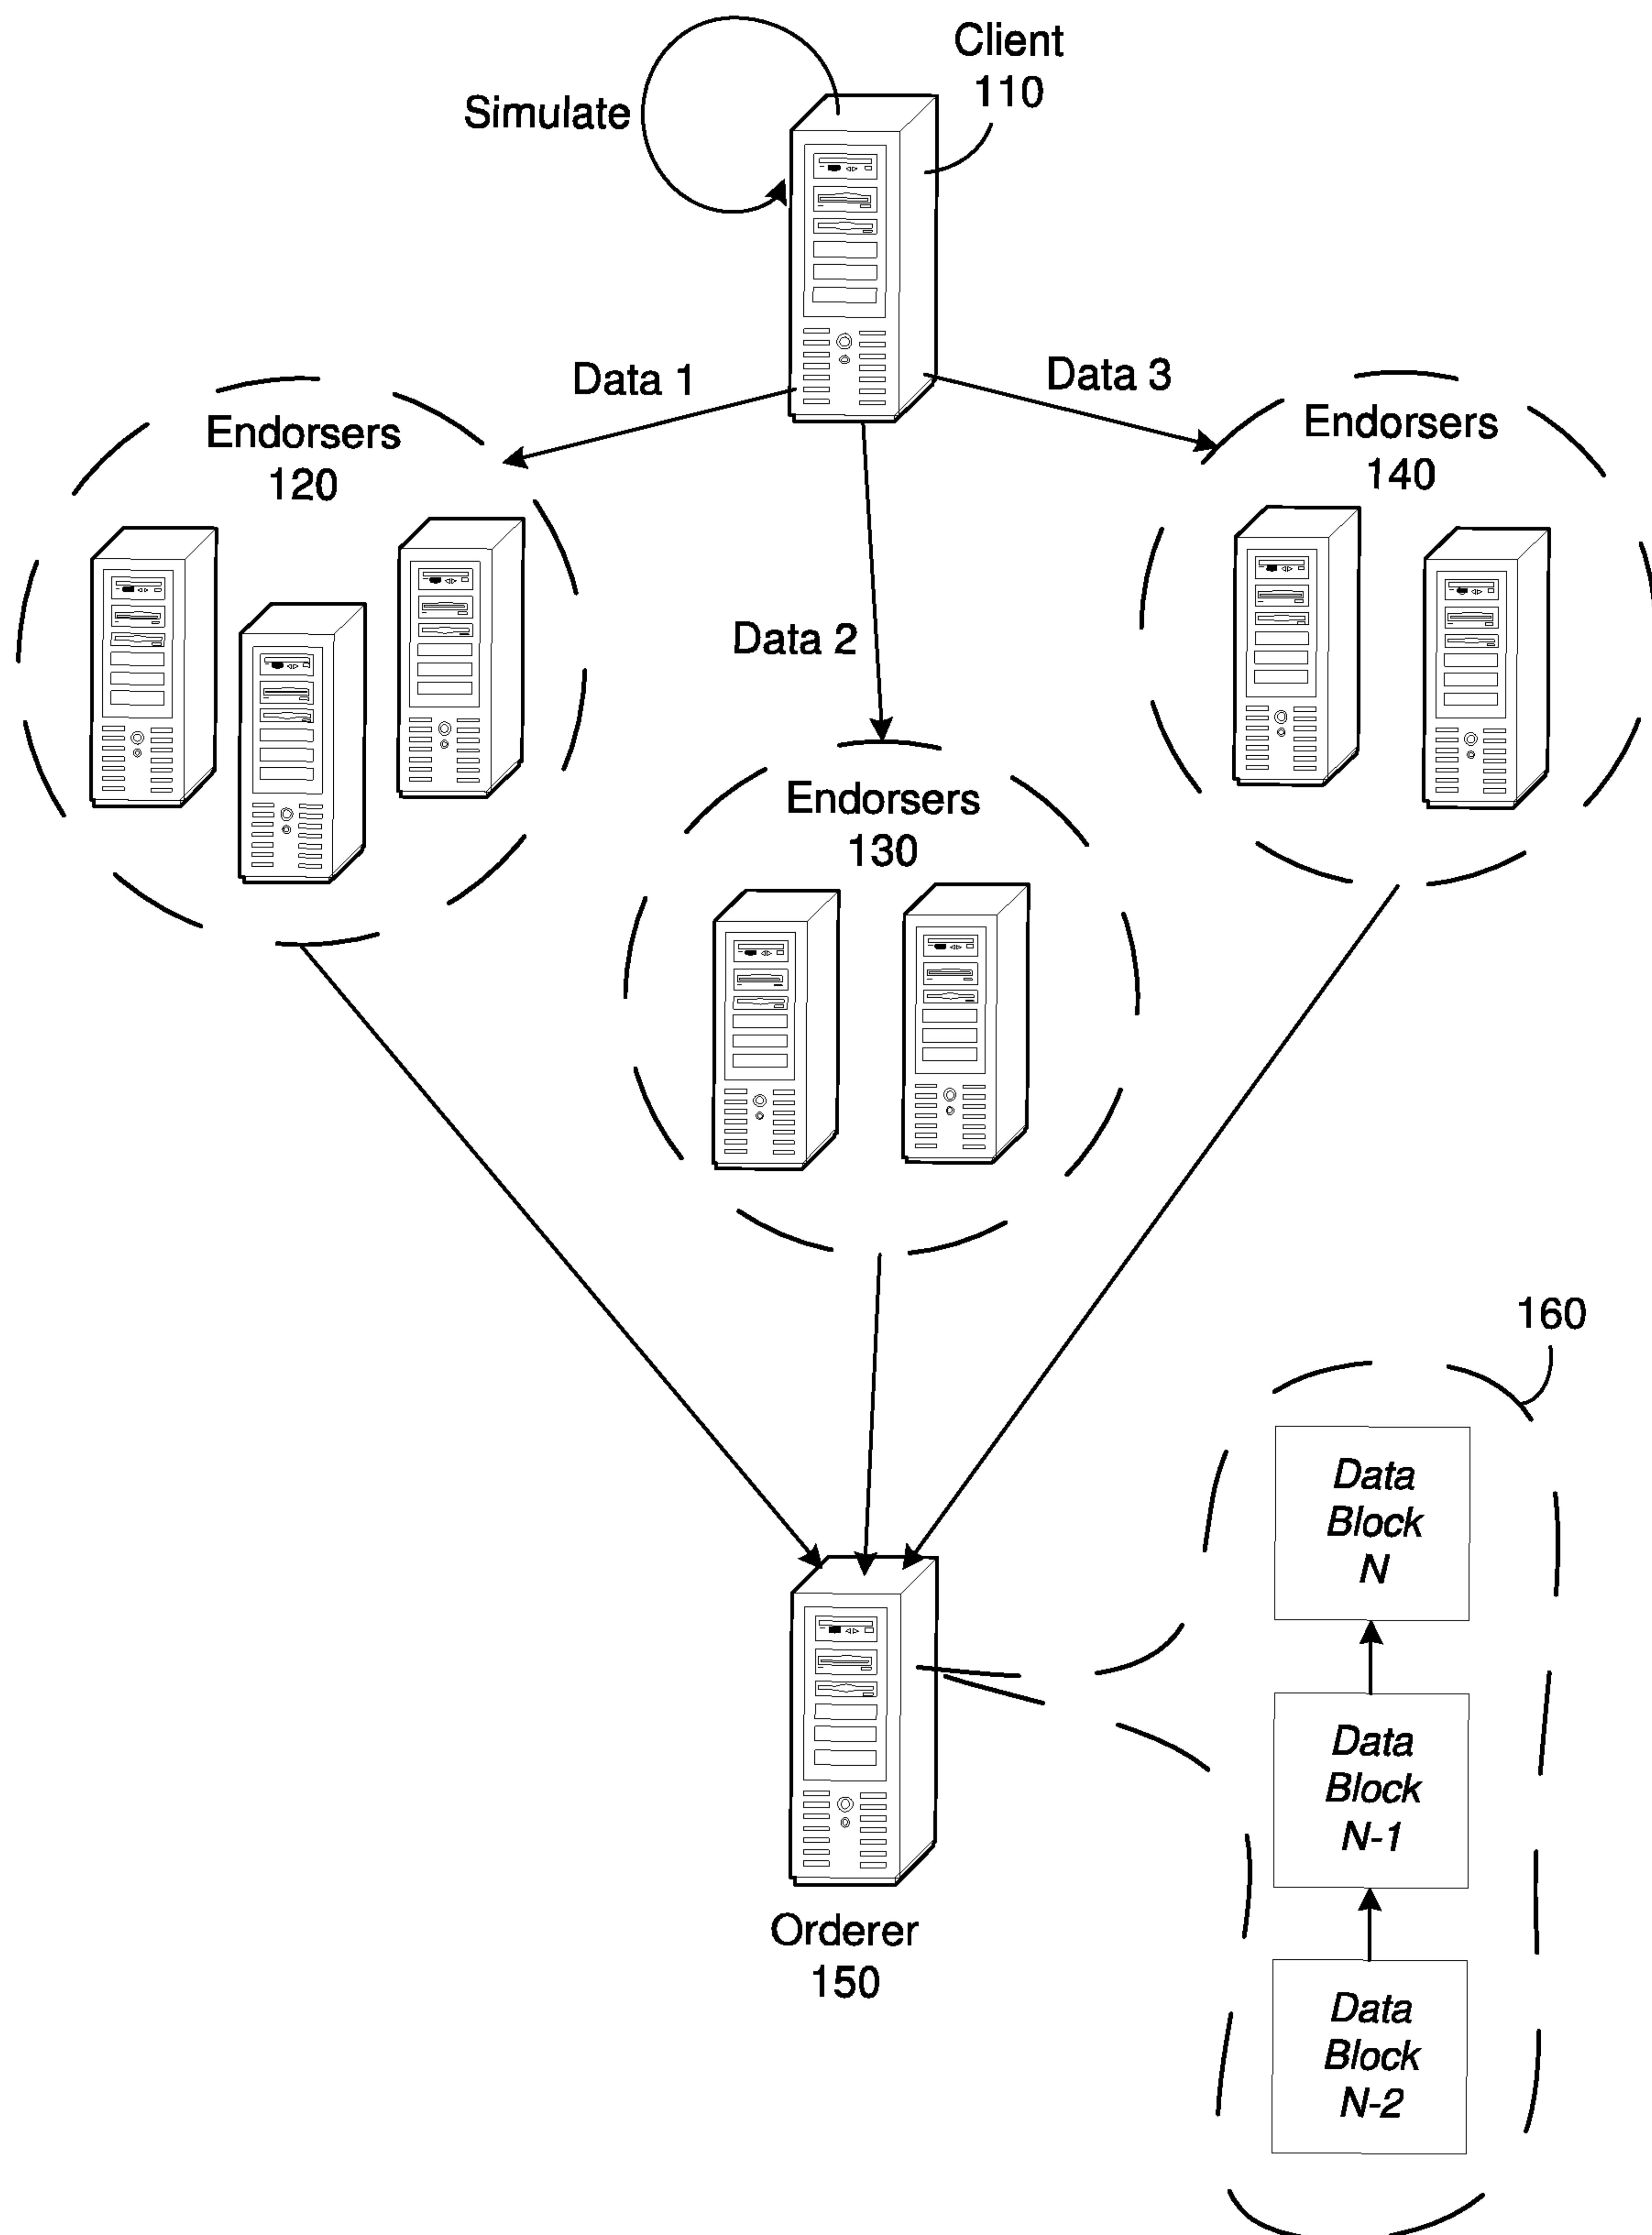 Client
110
Simulate
Data 1
Data 3
Endorsers
120
Endorsers
140
Data 2
Endorsers
130
160
Data
Block
N
Data
Block
N-1
Orderer
150
Data
Block
N-2